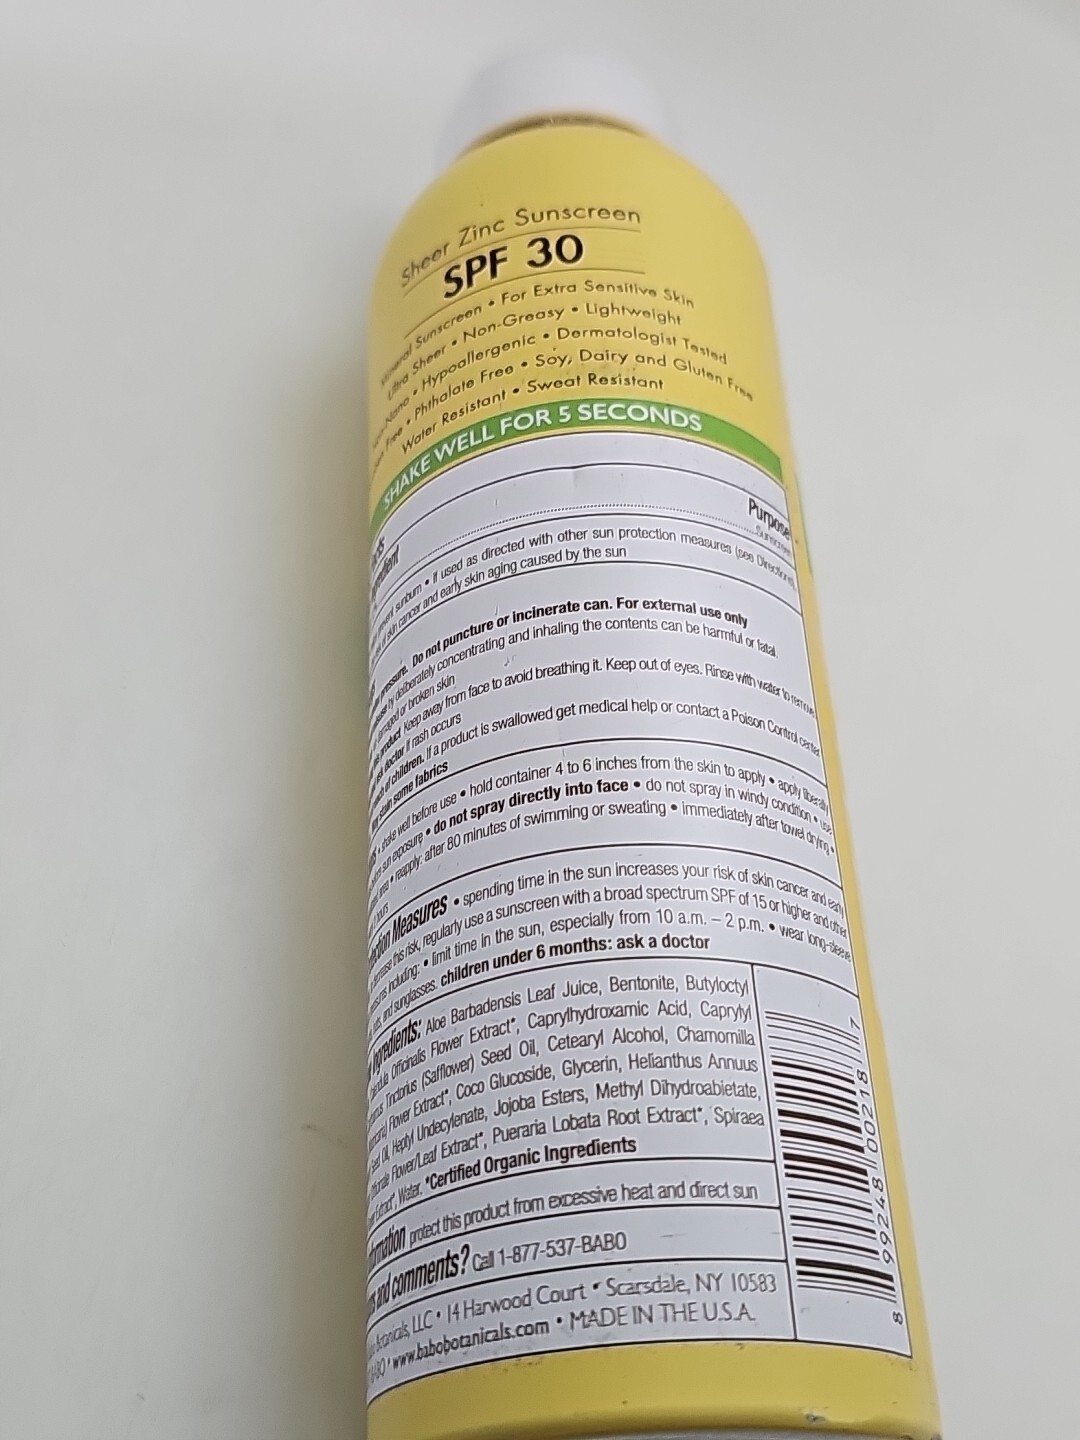 Sheer Zinc Sunscreen
SPF 30
Sunscreen • For Extra Sensitive Skin
Ultra Sheer • Non-Greasy • Lightweight
• Hypoallergenic • Dermatologist Tested
Free • Phthalate Free • Soy, Dairy and Gluten Free
Water Resistant • Sweat Resistant
SHAKE WELL FOR 5 SECONDS
Purpose
Sunscreen
sunburn • If used as directed with other sun protection measures (see Directions)
of skin cancer and early skin aging caused by the sun
pressure. Do not puncture or incinerate can. For external use only
by deliberately concentrating and inhaling the contents can be harmful or fatal.
damaged or broken skin
product Keep away from face to avoid breathing it. Keep out of eyes. Rinse with water to remove
ask doctor if rash occurs
of children. If a product is swallowed get medical help or contact a Poison Control center
stain some fabrics
• shake well before use • hold container 4 to 6 inches from the skin to apply • apply liberally
sun exposure • do not spray directly into face • do not spray in windy condition • use
• reapply: after 80 minutes of swimming or sweating • immediately after towel drying •
hours
Measures • spending time in the sun increases your risk of skin cancer and early
this risk, regularly use a sunscreen with a broad spectrum SPF of 15 or higher and other
including: • limit time in the sun, especially from 10 a.m. – 2 p.m. • wear long-sleeve
and sunglasses. children under 6 months: ask a doctor
Ingredients: Aloe Barbadensis Leaf Juice, Bentonite, Butyloctyl
Officinalis Flower Extract*, Caprylhydroxamic Acid, Caprylyl
Tinctorius (Safflower) Seed Oil, Cetearyl Alcohol, Chamomilla
Flower Extract*, Coco Glucoside, Glycerin, Helianthus Annuus
Seed Oil, Heptyl Undecylenate, Jojoba Esters, Methyl Dihydroabietate,
Flower/Leaf Extract*, Pueraria Lobata Root Extract*, Spiraea
Extract*, Water. *Certified Organic Ingredients
protect this product from excessive heat and direct sun
and comments? Call 1-877-537-BABO
Botanicals, LLC • 14 Harwood Court • Scarsdale, NY 10583
www.babobotanicals.com • MADE IN THE U.S.A.
8 99248 00218 7